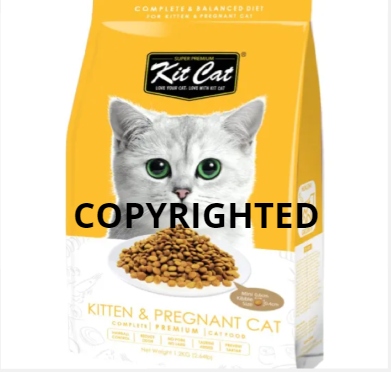 COMPLETE & BALANCED DIET
FOR KITTEN & PREGNANT CAT
SUPER PREMIUM
Kit Cat
LOVE YOUR CAT. LOVE WITH KIT CAT
®
COPYRIGHTED
KITTEN & PREGNANT CAT
COMPLETE | PREMIUM | CAT FOOD